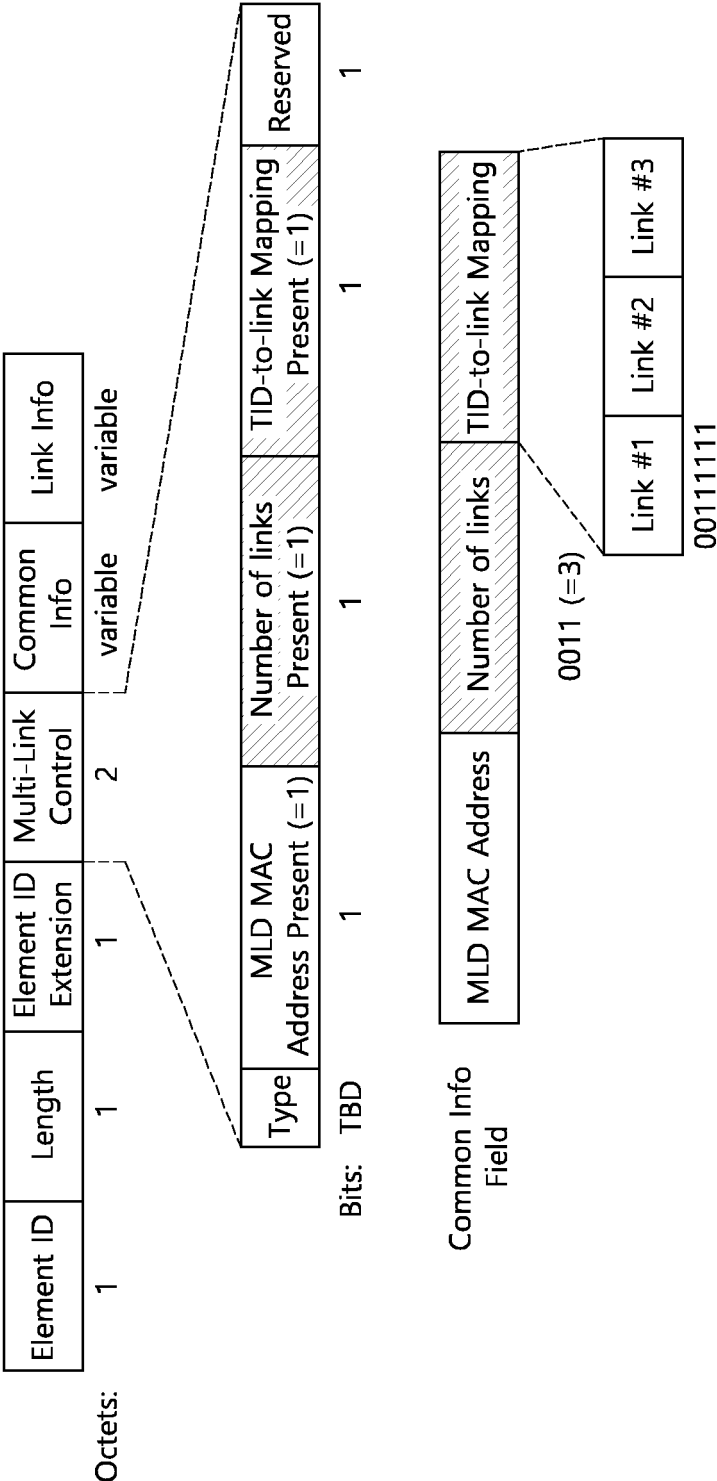 Element ID
Length
Element ID
Extension
Multi-Link
Control
Common
Info
Link Info
Octets:
1
1
1
2
variable
variable
Type
MLD MAC
Address Present (=1)
Number of links
Present (=1)
TID-to-link Mapping
Present (=1)
Reserved
Bits:
TBD
1
1
1
1
Common Info
Field
MLD MAC Address
Number of links
TID-to-link Mapping
0011 (=3)
Link #1
Link #2
Link #3
00111111